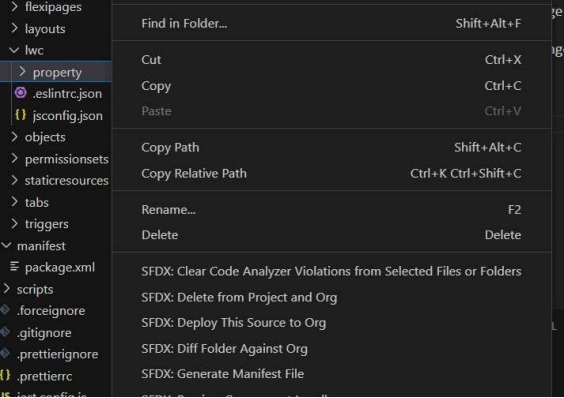 flexipages
layouts
lwc
property
.eslintrc.json
jsconfig.json
objects
permissionsets
staticresources
tabs
triggers
manifest
package.xml
scripts
.forceignore
.gitignore
.prettierignore
.prettierrc
Find in Folder... Shift+Alt+F
Cut Ctrl+X
Copy Ctrl+C
Paste Ctrl+V
Copy Path Shift+Alt+C
Copy Relative Path Ctrl+K Ctrl+Shift+C
Rename... F2
Delete Delete
SFDX: Clear Code Analyzer Violations from Selected Files or Folders
SFDX: Delete from Project and Org
SFDX: Deploy This Source to Org
SFDX: Diff Folder Against Org
SFDX: Generate Manifest File